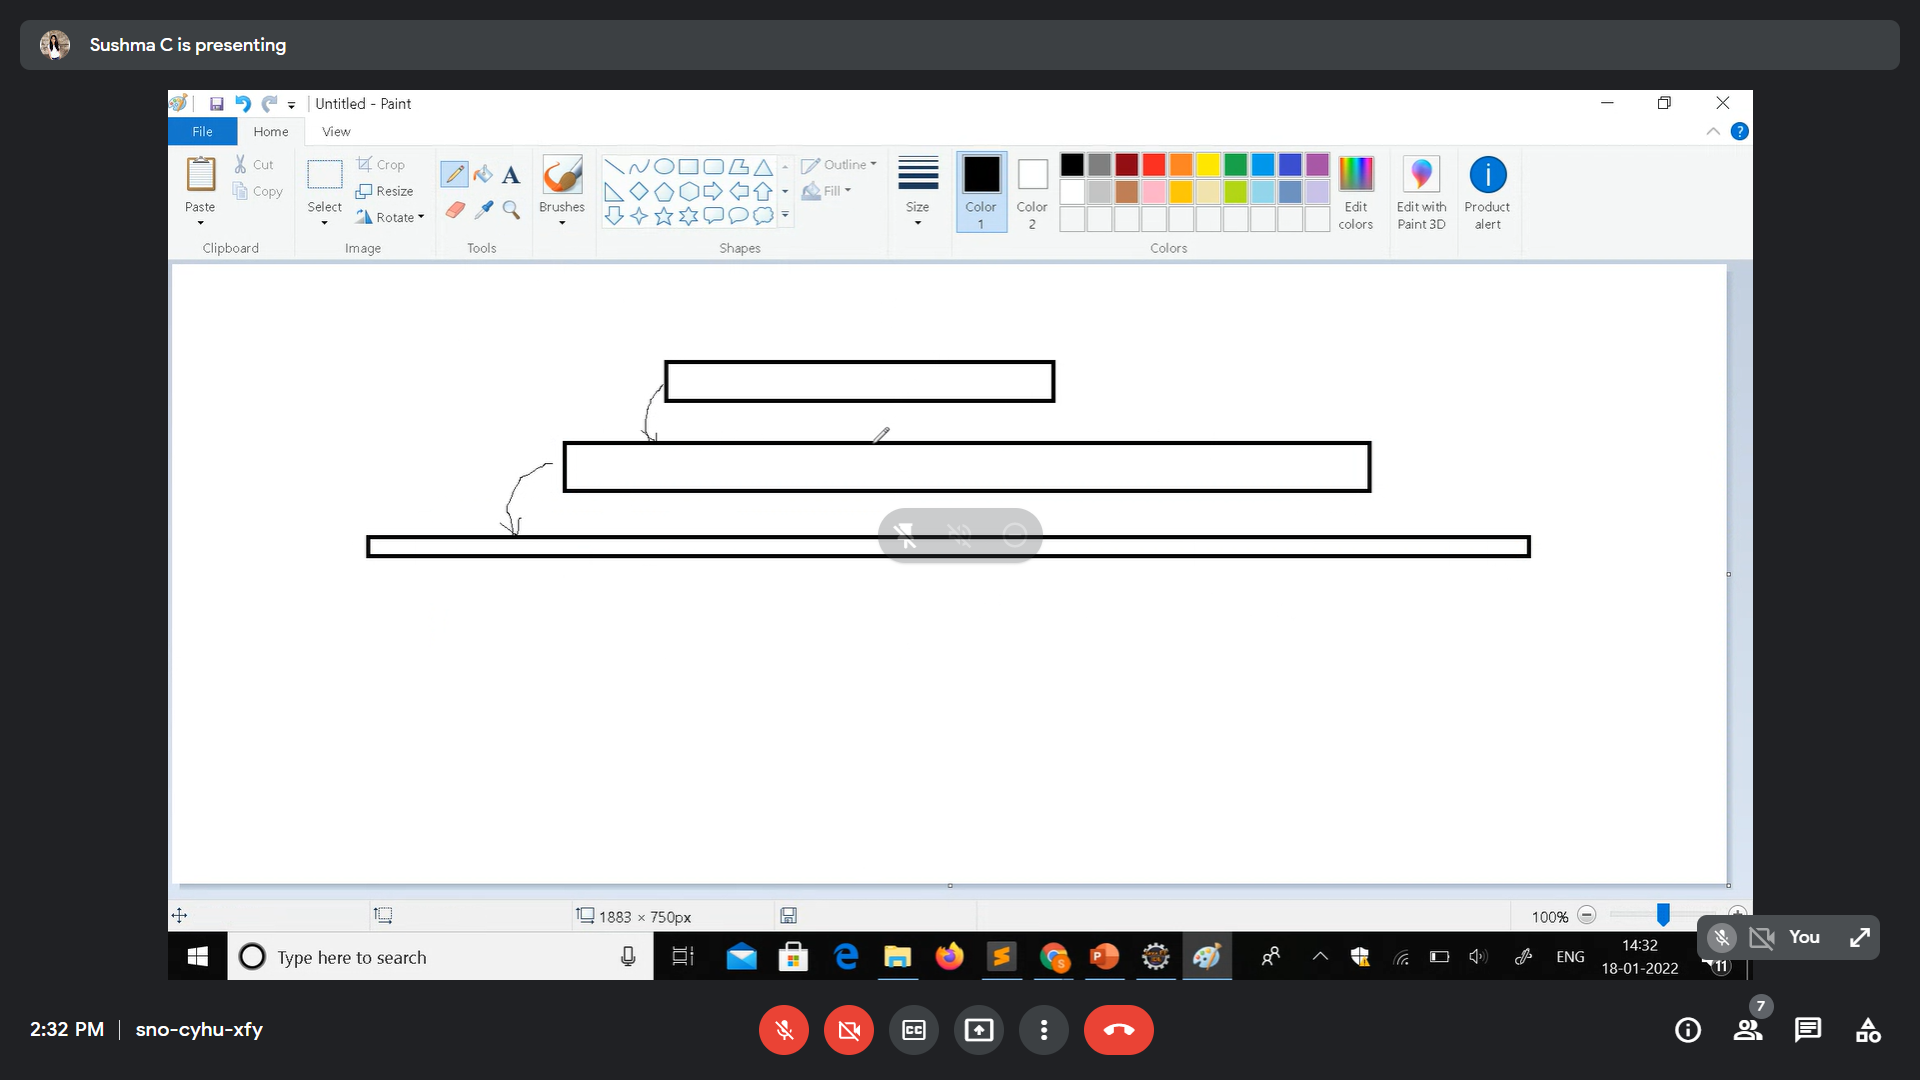 Sushma C is presenting
Untitled - Paint
File Home View
Paste
Cut
Copy
Clipboard
Select
Crop
Resize
Rotate
Image
A
Tools
Brushes
Shapes
Outline
Fill
Size
Color
1
Color
2
Colors
Edit
colors
Edit with
Paint 3D
Product
alert
1883 × 750px
100%
Type here to search
ENG
14:32
18-01-2022
11
You
2:32 PM | sno-cyhu-xfy
CC
7